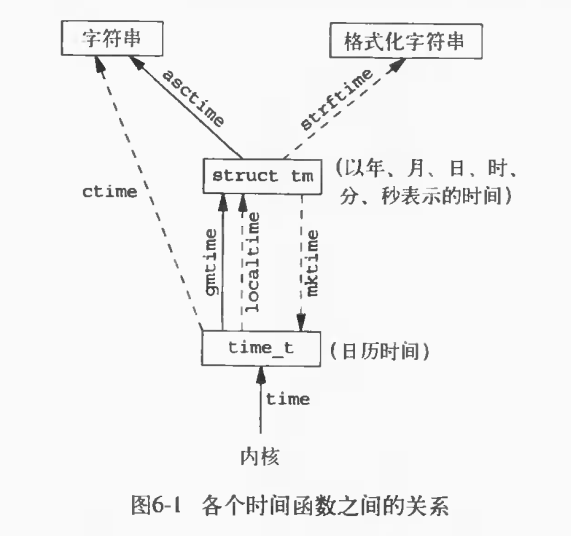 字符串
格式化字符串
asctime
strftime
ctime
struct tm
(以年、月、日、时、
分、秒表示的时间)
gmtime
localtime
mktime
time_t
(日历时间)
time
内核
图6-1 各个时间函数之间的关系